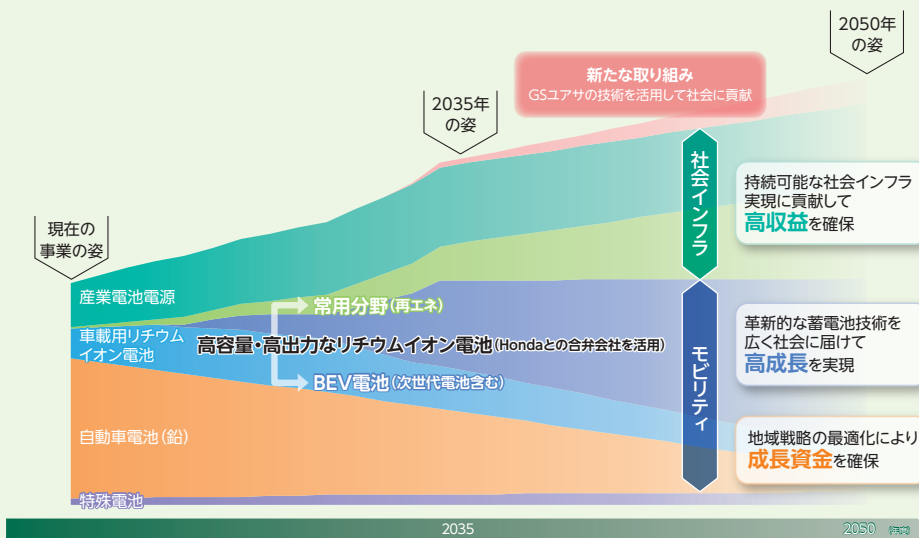 2050年
の姿
新たな取り組み
GSユアサの技術を活用して社会に貢献
2035年
の姿
社会インフラ
持続可能な社会インフラ
実現に貢献して
高収益を確保
現在の
事業の姿
産業電池電源
常用分野(再エネ)
車載用リチウム
イオン電池
高容量・高出力なリチウムイオン電池(Hondaとの合弁会社を活用)
BEV電池(次世代電池含む)
モビリティ
革新的な蓄電池技術を
広く社会に届けて
高成長を実現
自動車電池(鉛)
地域戦略の最適化により
成長資金を確保
特殊電池
2035
2050 (年度)